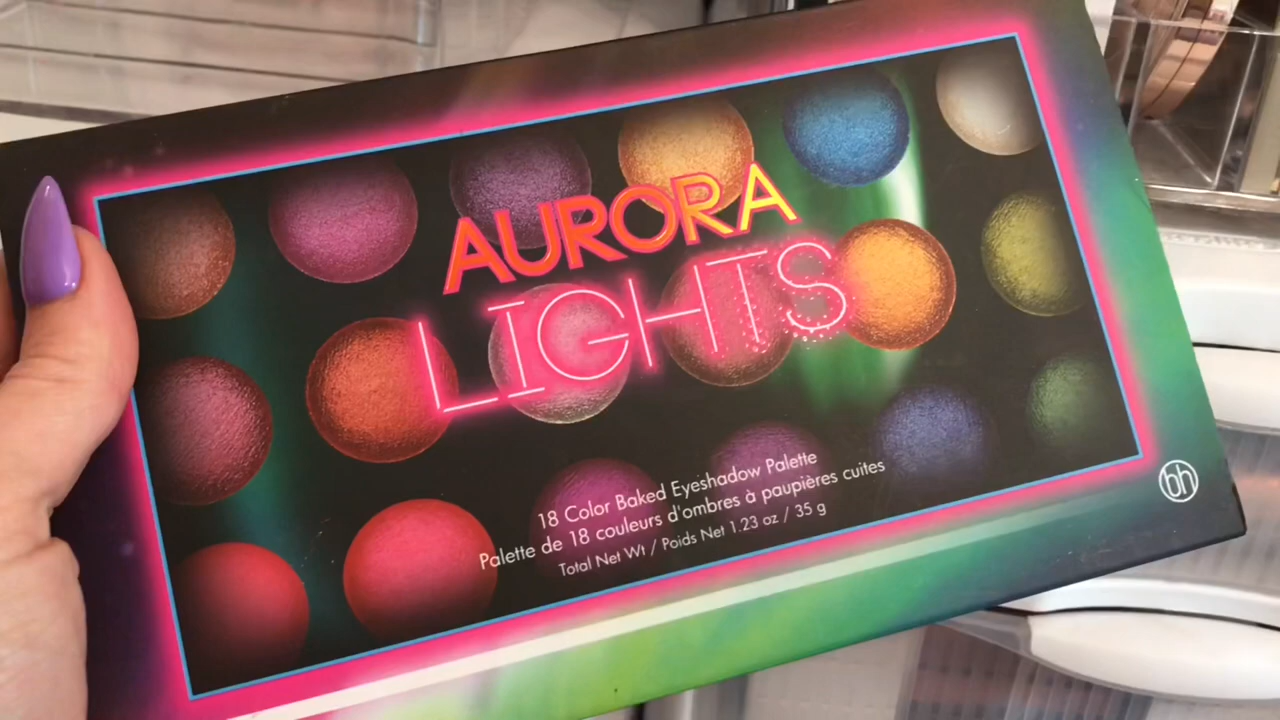 AURORA
LIGHTS
18 Color Baked Eyeshadow Palette
Palette de 18 couleurs d'ombres à paupières cuites
Total Net Wt / Poids Net 1.23 oz / 35 g
bh